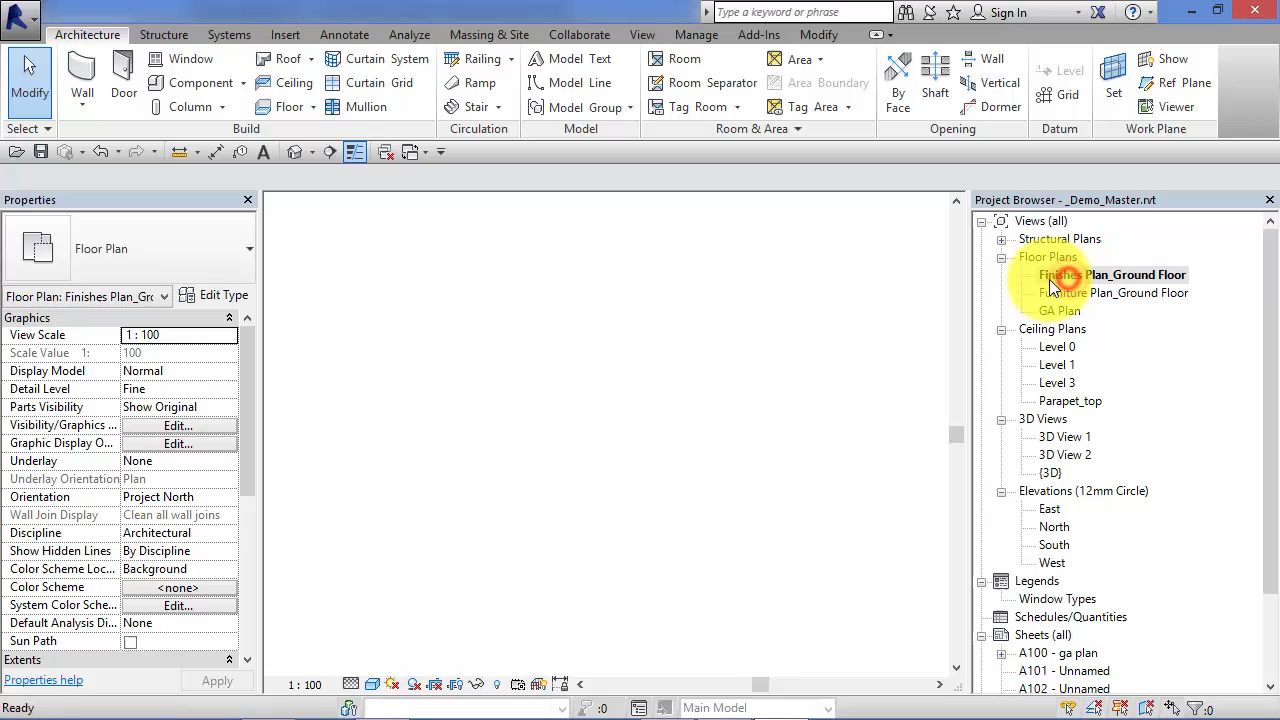 Type a keyword or phrase
Sign In
Architecture Structure Systems Insert Annotate Analyze Massing & Site Collaborate View Manage Add-Ins Modify
Modify
Wall
Door
Window
Component
Column
Roof
Ceiling
Floor
Curtain System
Curtain Grid
Mullion
Railing
Ramp
Stair
Model Text
Model Line
Model Group
Room
Room Separator
Tag Room
Area
Area Boundary
Tag Area
By
Face
Shaft
Wall
Vertical
Dormer
Level
Grid
Set
Show
Ref Plane
Viewer
Select
Build
Circulation
Model
Room & Area
Opening
Datum
Work Plane
Properties
Floor Plan
Floor Plan: Finishes Plan_Grc
Edit Type
Graphics
View Scale 1 : 100
Scale Value 1: 100
Display Model Normal
Detail Level Fine
Parts Visibility Show Original
Visibility/Graphics ... Edit...
Graphic Display O... Edit...
Underlay None
Underlay Orientation Plan
Orientation Project North
Wall Join Display Clean all wall joins
Discipline Architectural
Show Hidden Lines By Discipline
Color Scheme Loc... Background
Color Scheme <none>
System Color Sche... Edit...
Default Analysis Di... None
Sun Path
Extents
Properties help
Apply
1 : 100
Project Browser - _Demo_Master.rvt
Views (all)
Structural Plans
Floor Plans
Finishes Plan_Ground Floor
Furniture Plan_Ground Floor
GA Plan
Ceiling Plans
Level 0
Level 1
Level 3
Parapet_top
3D Views
3D View 1
3D View 2
{3D}
Elevations (12mm Circle)
East
North
South
West
Legends
Window Types
Schedules/Quantities
Sheets (all)
A100 - ga plan
A101 - Unnamed
A102 - Unnamed
:0
Main Model
:0